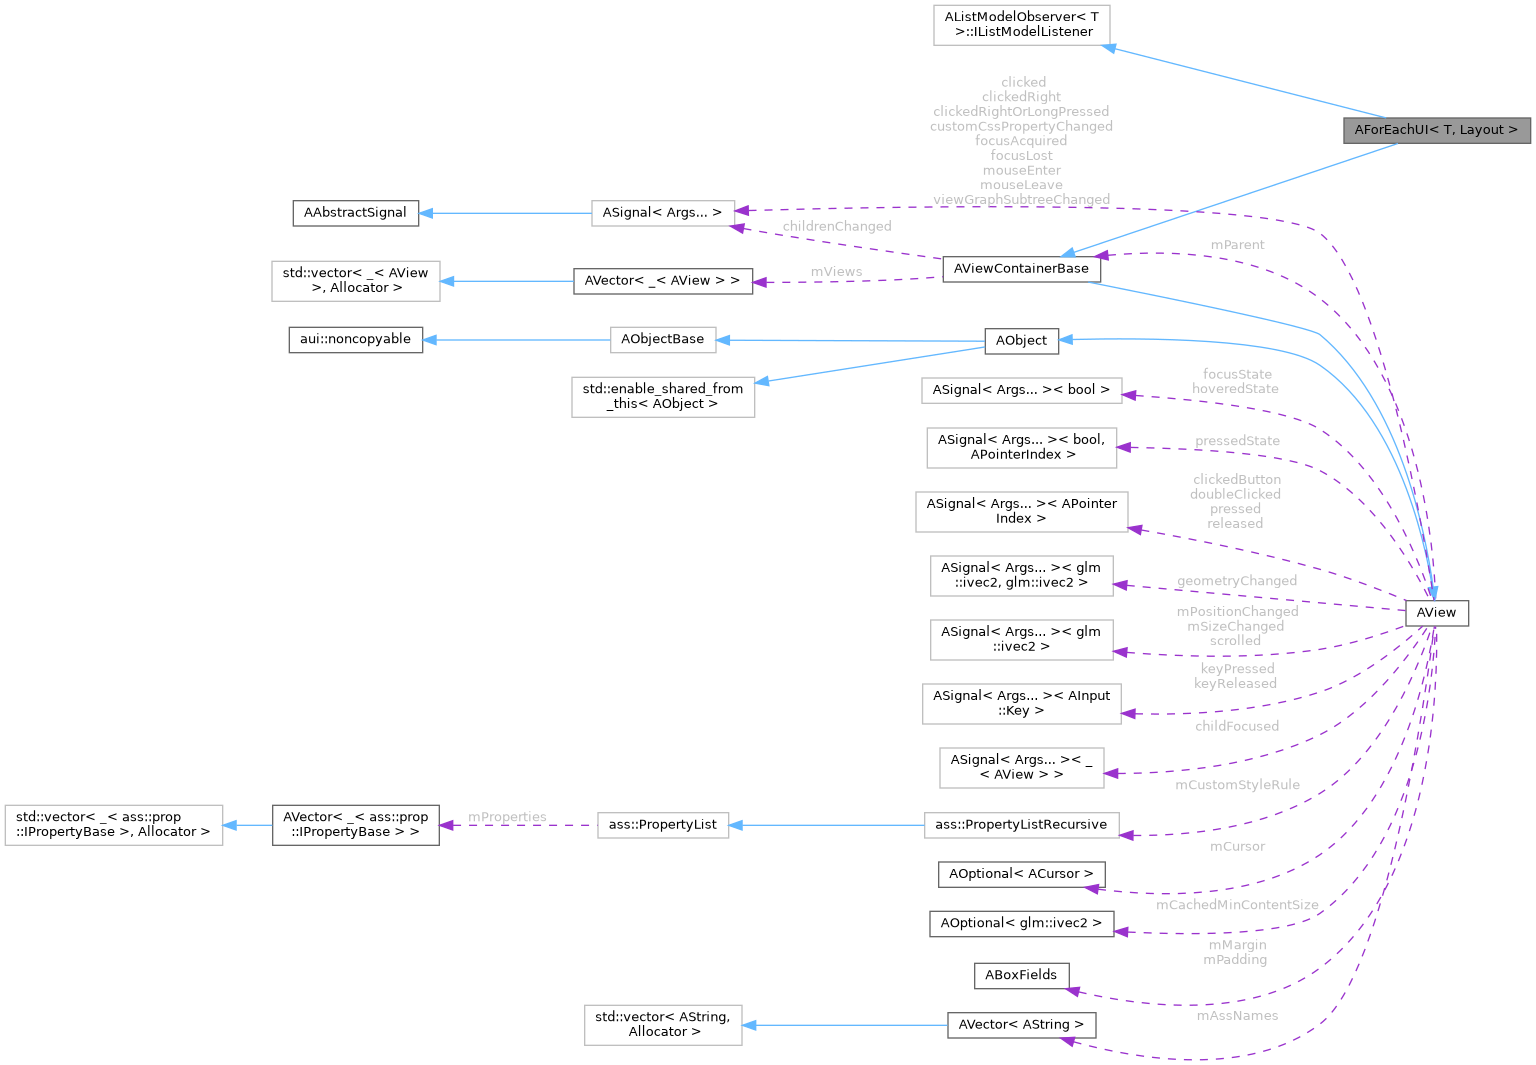 AListModelObserver< T
>::IListModelListener
clicked
clickedRight
clickedRightOrLongPressed
customCssPropertyChanged
focusAcquired
focusLost
mouseEnter
mouseLeave
viewGraphSubtreeChanged
AForEachUI< T, Layout >
AAbstractSignal
ASignal< Args... >
childrenChanged
mParent
std::vector< _< AView
>, Allocator >
AVector< _< AView > >
mViews
AViewContainerBase
aui::noncopyable
AObjectBase
AObject
std::enable_shared_from
_this< AObject >
ASignal< Args... >< bool >
focusState
hoveredState
ASignal< Args... >< bool,
APointerIndex >
pressedState
ASignal< Args... >< APointer
Index >
clickedButton
doubleClicked
pressed
released
ASignal< Args... >< glm
::ivec2, glm::ivec2 >
geometryChanged
AView
ASignal< Args... >< glm
::ivec2 >
mPositionChanged
mSizeChanged
scrolled
ASignal< Args... >< AInput
::Key >
keyPressed
keyReleased
ASignal< Args... >< _
< AView > >
childFocused
std::vector< _< ass::prop
::IPropertyBase >, Allocator >
AVector< _< ass::prop
::IPropertyBase > >
mProperties
ass::PropertyList
ass::PropertyListRecursive
mCustomStyleRule
AOptional< ACursor >
mCursor
AOptional< glm::ivec2 >
mCachedMinContentSize
ABoxFields
mMargin
mPadding
std::vector< AString,
Allocator >
AVector< AString >
mAssNames